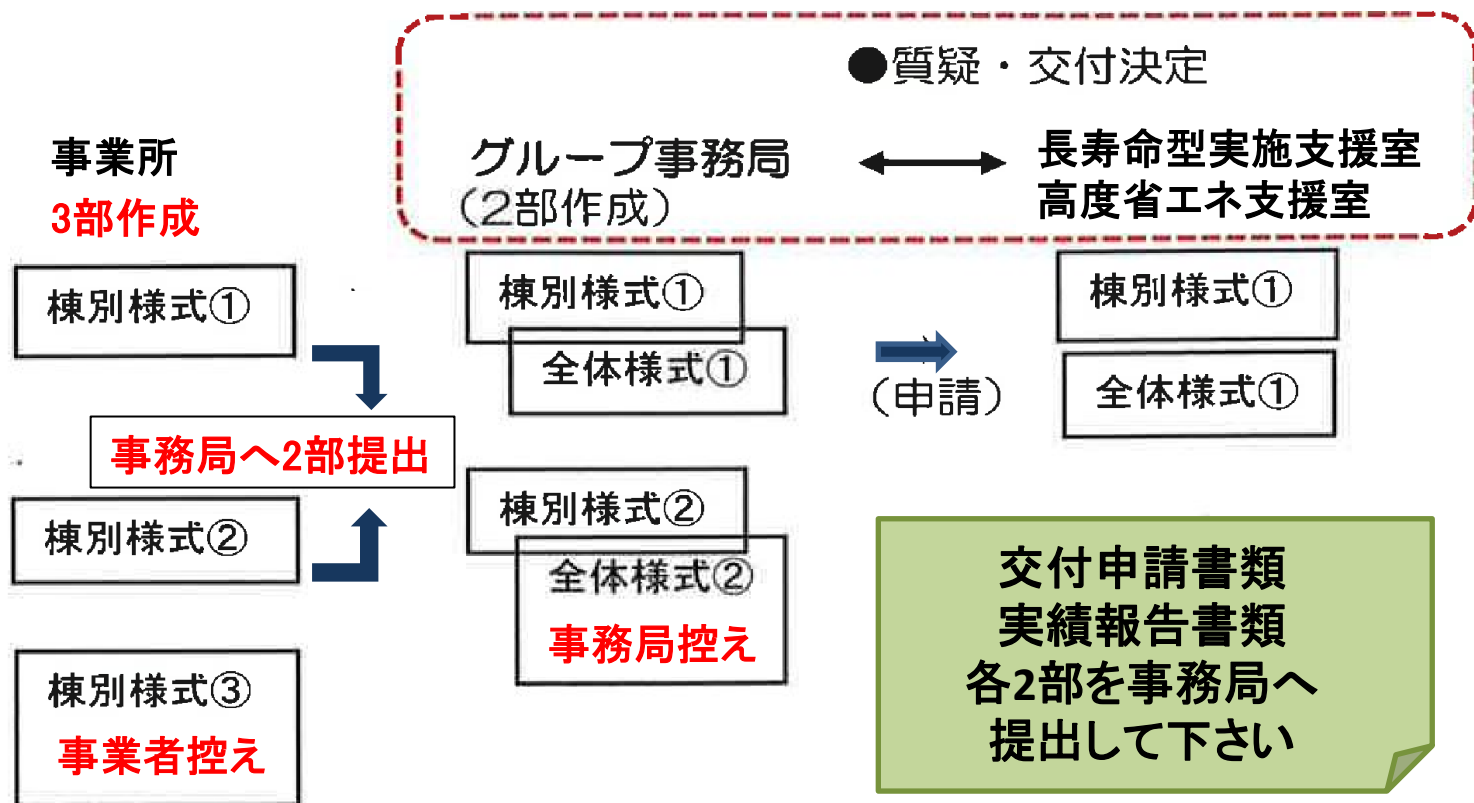 ●質疑・交付決定
事業所
3部作成
グループ事務局
(2部作成)
長寿命型実施支援室
高度省エネ支援室
棟別様式①
棟別様式②
棟別様式③
事業者控え
事務局へ2部提出
棟別様式①
全体様式①
棟別様式②
全体様式②
事務局控え
(申請)
棟別様式①
全体様式①
交付申請書類
実績報告書類
各2部を事務局へ
提出して下さい